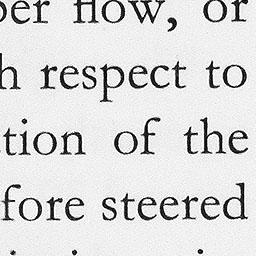 per flow, or
h respect to
tion of the
fore steered